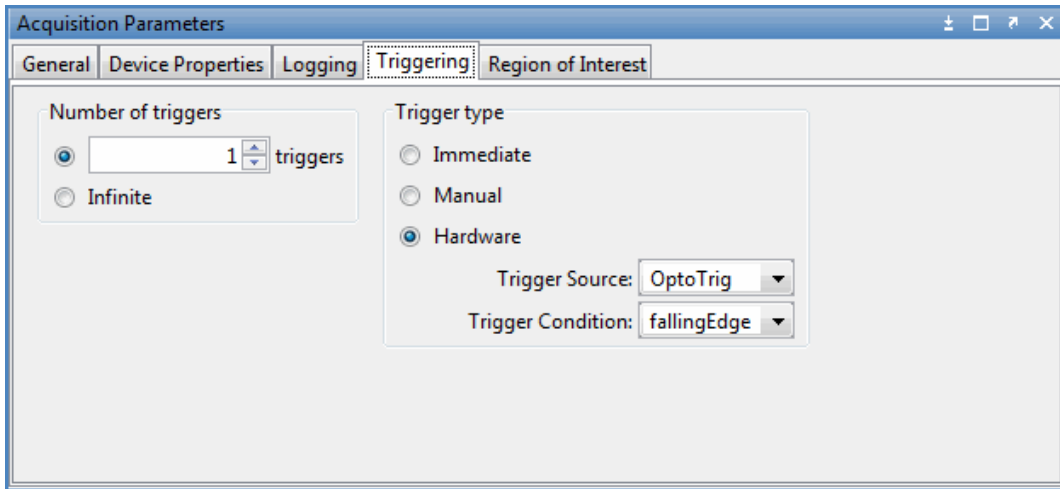 Acquisition Parameters
General Device Properties Logging Triggering Region of Interest
Number of triggers
1 triggers
Infinite
Trigger type
Immediate
Manual
Hardware
Trigger Source: OptoTrig
Trigger Condition: fallingEdge